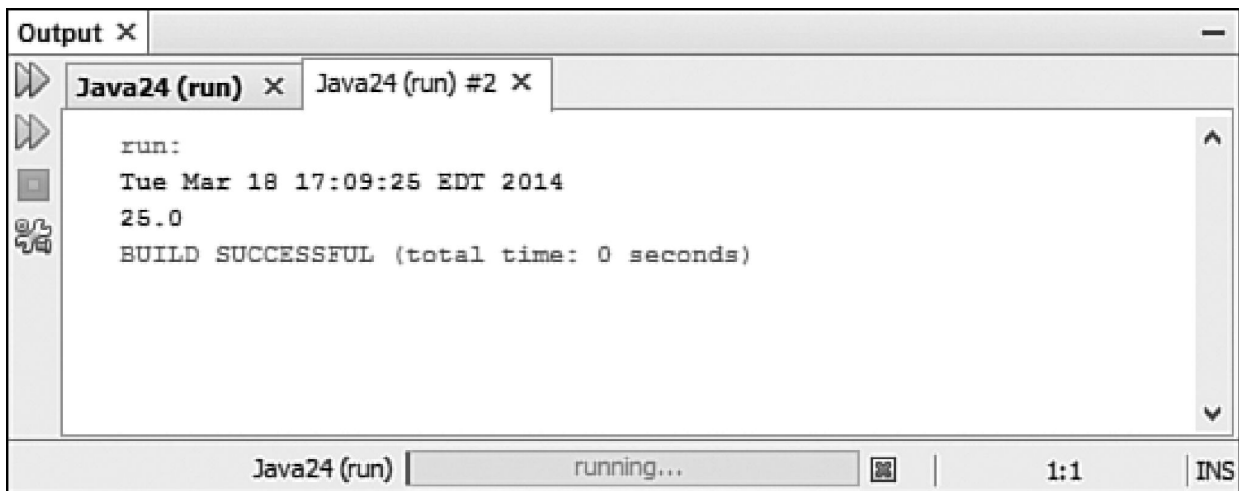 Output
Java24 (run)
Java24 (run) #2
run:
Tue Mar 18 17:09:25 EDT 2014
25.0
BUILD SUCCESSFUL (total time: 0 seconds)
Java24 (run) running... 1:1 INS